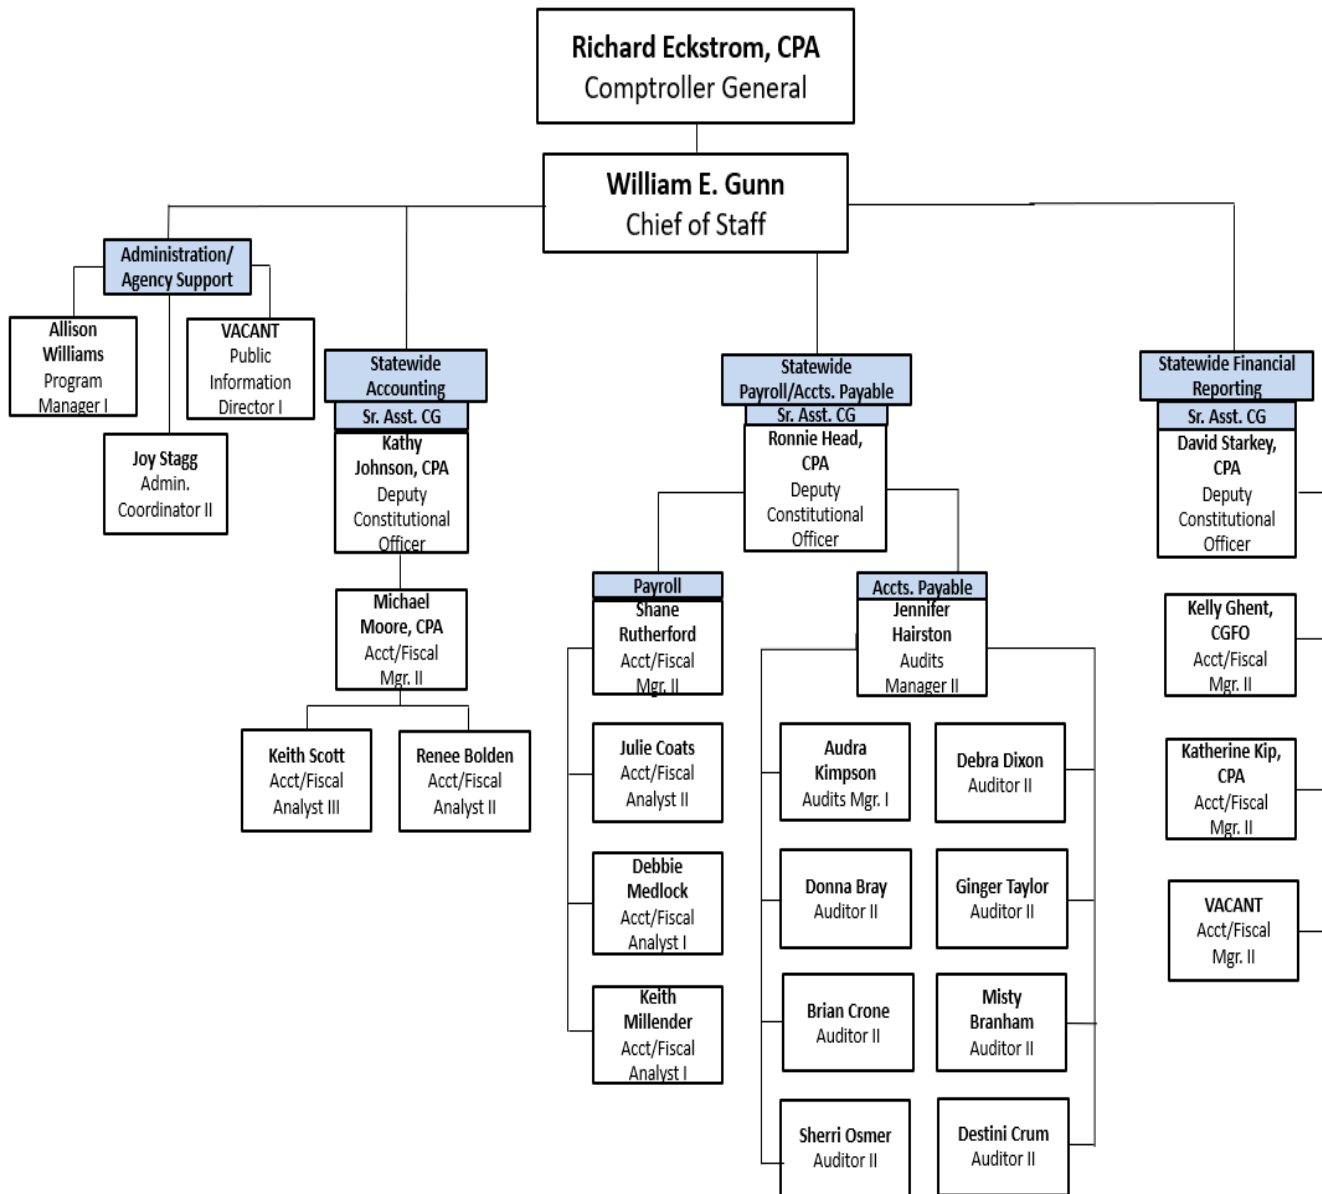 Richard Eckstrom, CPA
Comptroller General
William E. Gunn
Chief of Staff
Administration/
Agency Support
Allison
Williams
Program
Manager I
VACANT
Public
Information
Director I
Joy Stagg
Admin.
Coordinator II
Statewide
Accounting
Sr. Asst. CG
Kathy
Johnson, CPA
Deputy
Constitutional
Officer
Michael
Moore, CPA
Acct/Fiscal
Mgr. II
Keith Scott
Acct/Fiscal
Analyst III
Renee Bolden
Acct/Fiscal
Analyst II
Statewide
Payroll/Accts. Payable
Sr. Asst. CG
Ronnie Head,
CPA
Deputy
Constitutional
Officer
Payroll
Shane
Rutherford
Acct/Fiscal
Mgr. II
Julie Coats
Acct/Fiscal
Analyst II
Debbie
Medlock
Acct/Fiscal
Analyst I
Keith
Millender
Acct/Fiscal
Analyst I
Accts. Payable
Jennifer
Hairston
Audits
Manager II
Audra
Kimpson
Audits Mgr. I
Debra Dixon
Auditor II
Donna Bray
Auditor II
Ginger Taylor
Auditor II
Brian Crone
Auditor II
Misty
Branham
Auditor II
Sherri Osmer
Auditor II
Destini Crum
Auditor II
Statewide Financial
Reporting
Sr. Asst. CG
David Starkey,
CPA
Deputy
Constitutional
Officer
Kelly Ghent,
CGFO
Acct/Fiscal
Mgr. II
Katherine Kip,
CPA
Acct/Fiscal
Mgr. II
VACANT
Acct/Fiscal
Mgr. II